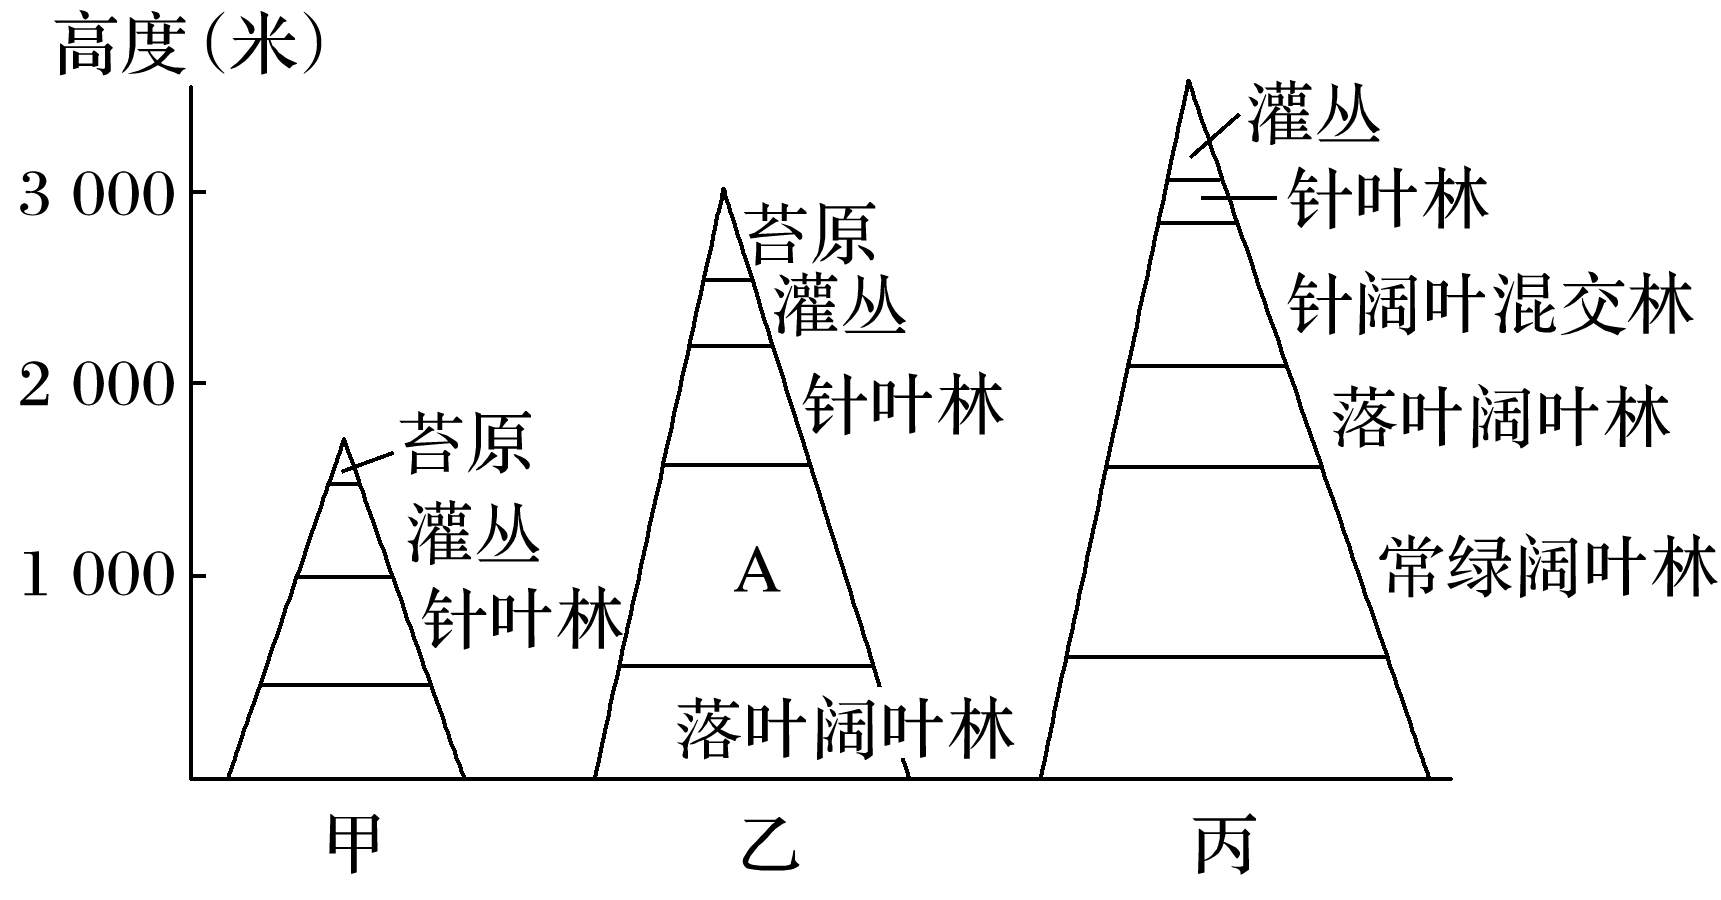 高度(米)
3 000
2 000
1 000
苔原
灌丛
针叶林
甲
苔原
灌丛
针叶林
A
落叶阔叶林
乙
灌丛
针叶林
针阔叶混交林
落叶阔叶林
常绿阔叶林
丙